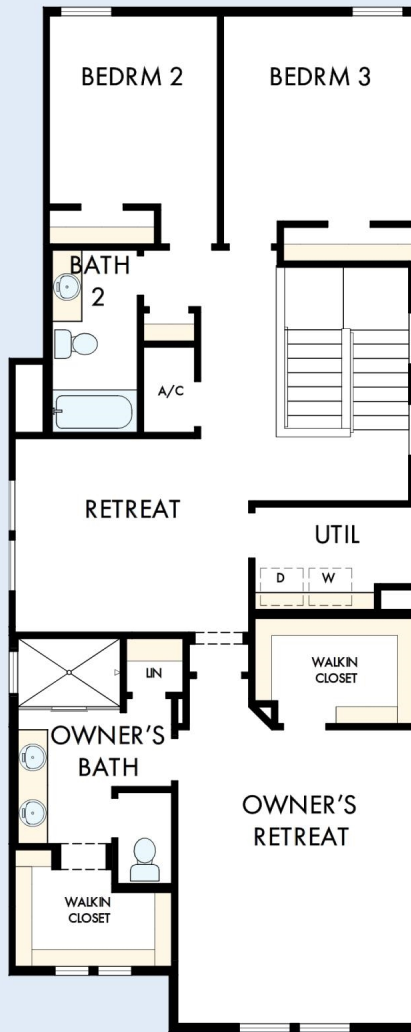 BEDRM 2
BEDRM 3
BATH
2
A/C
RETREAT
UTIL
D
W
LIN
WALKIN
CLOSET
OWNER'S
BATH
OWNER'S
RETREAT
WALKIN
CLOSET